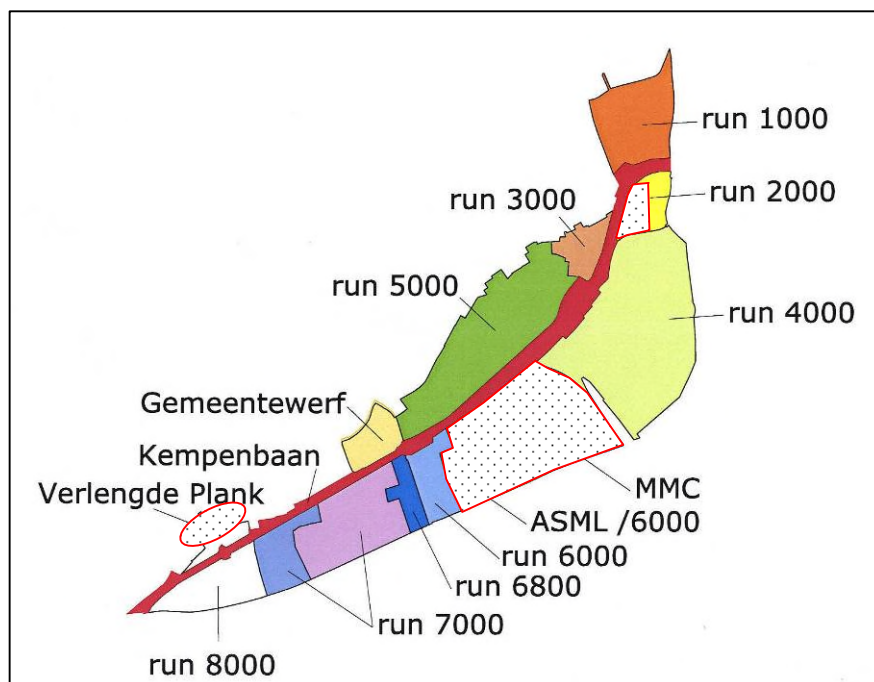 run 1000
run 2000
run 3000
run 5000
run 4000
Gemeentewerf
Kempenbaan
Verlengde Plank
MMC
ASML /6000
run 6000
run 6800
run 7000
run 8000